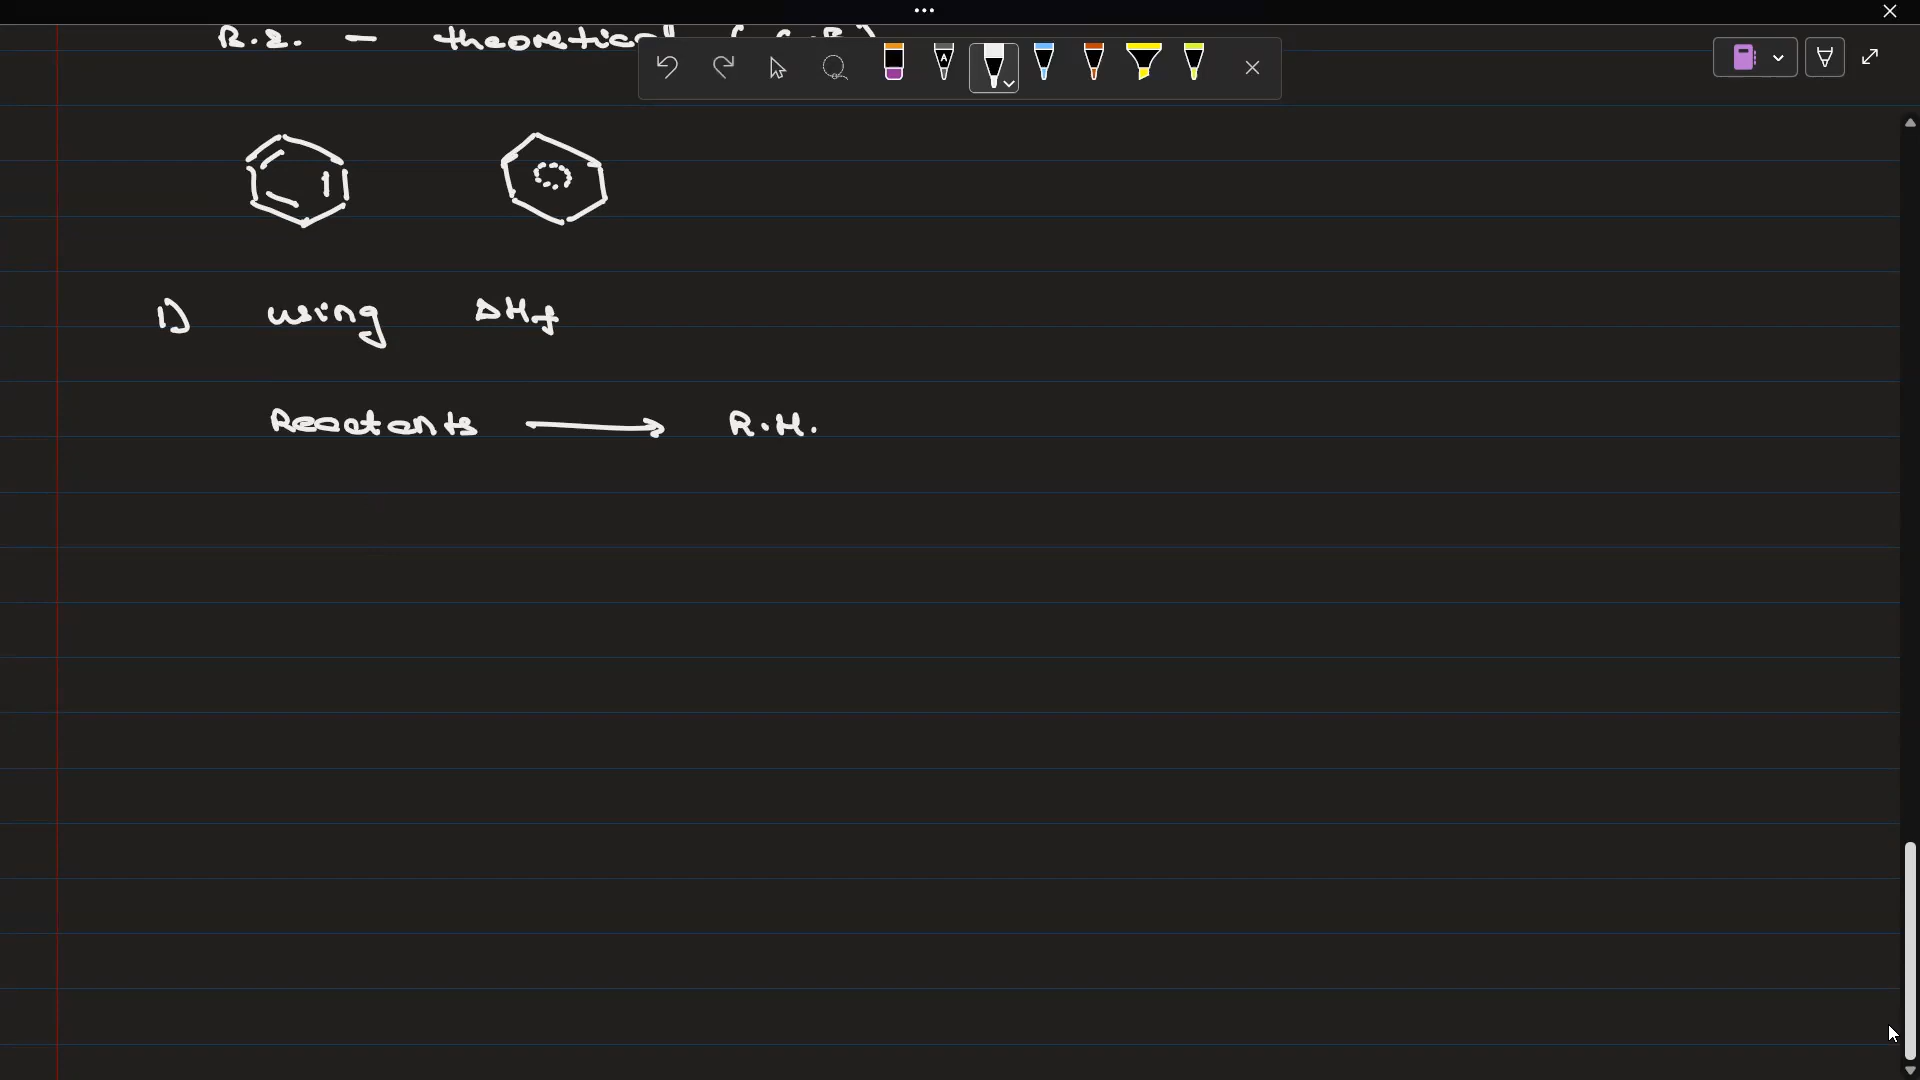 R.E. - theoretical
1) using ΔHf
Reactants → R.H.